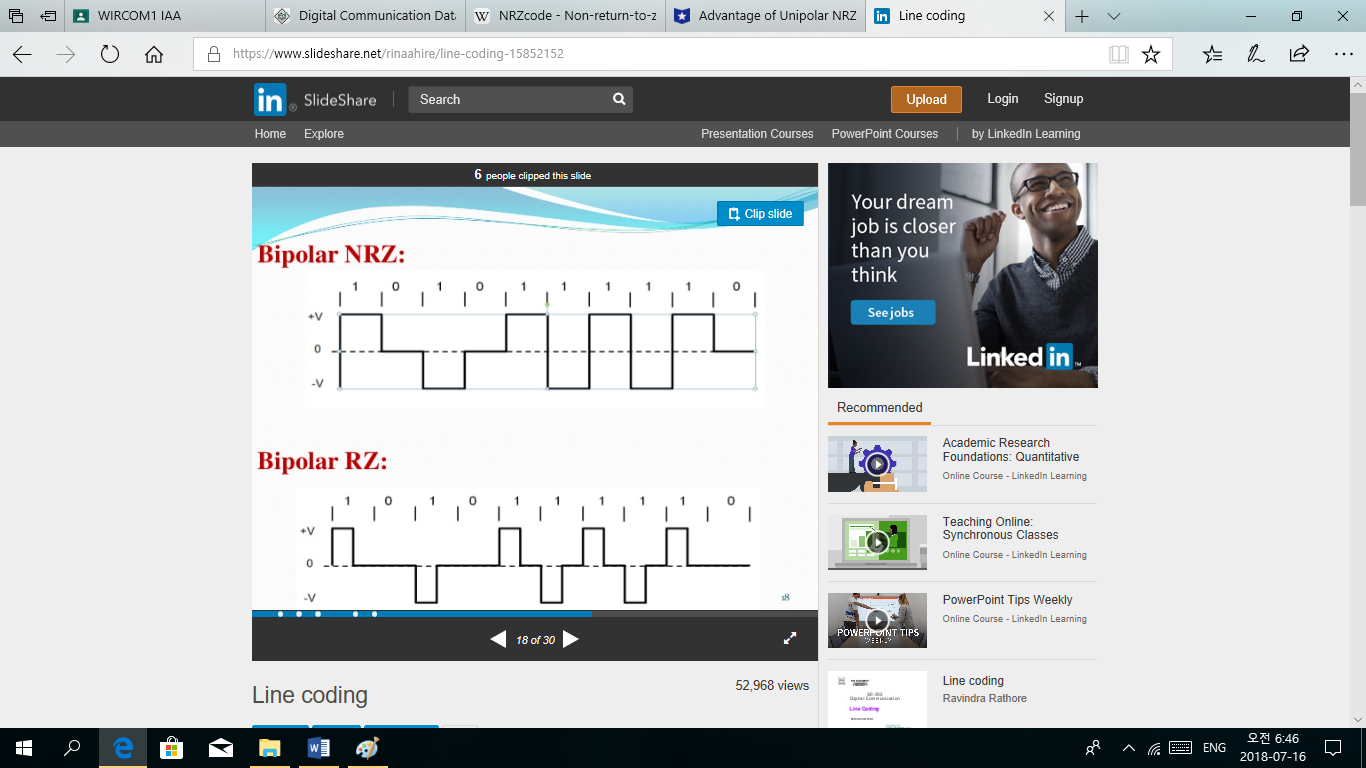 WIRCOM1 IAA
Digital Communication Dat
NRZcode - Non-return-to-z
Advantage of Unipolar NRZ
Line coding
https://www.slideshare.net/rinaahire/line-coding-15852152
in SlideShare
Search
Upload
Login
Signup
Home
Explore
Presentation Courses
PowerPoint Courses
by LinkedIn Learning
6 people clipped this slide
Clip slide
Bipolar NRZ:
1 0 1 0 1 1 1 1 1 0
+V
0
-V
Bipolar RZ:
1 0 1 0 1 1 1 1 1 0
+V
0
-V
18
18 of 30
Line coding
52,968 views
Your dream
job is closer
than you
think
See jobs
Linked in
Recommended
Academic Research
Foundations: Quantitative
Online Course - LinkedIn Learning
Teaching Online:
Synchronous Classes
Online Course - LinkedIn Learning
POWERPOINT TIPS
WEEKLY
PowerPoint Tips Weekly
Online Course - LinkedIn Learning
Digital Communication
Line Coding
Line coding
Ravindra Rathore
ENG
오전 6:46
2018-07-16